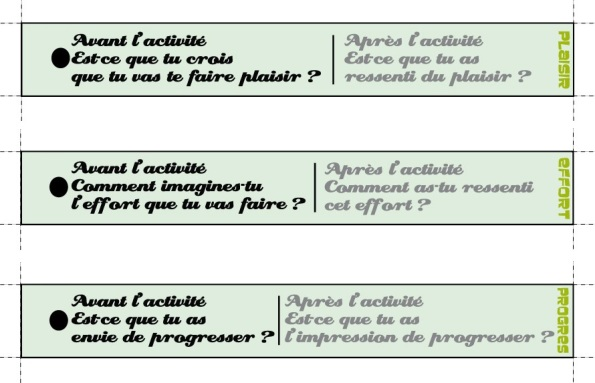 Avant l'activité
Est-ce que tu crois
que tu vas te faire plaisir ?
Après l'activité
Est-ce que tu as
ressenti du plaisir ?
PLaISIR
Avant l'activité
Comment imagines-tu
l'effort que tu vas faire ?
Après l'activité
Comment as-tu ressenti
cet effort ?
eFFORT
Avant l'activité
Est-ce que tu as
envie de progresser ?
Après l'activité
Est-ce que tu as
l'impression de progresser ?
PROGRes